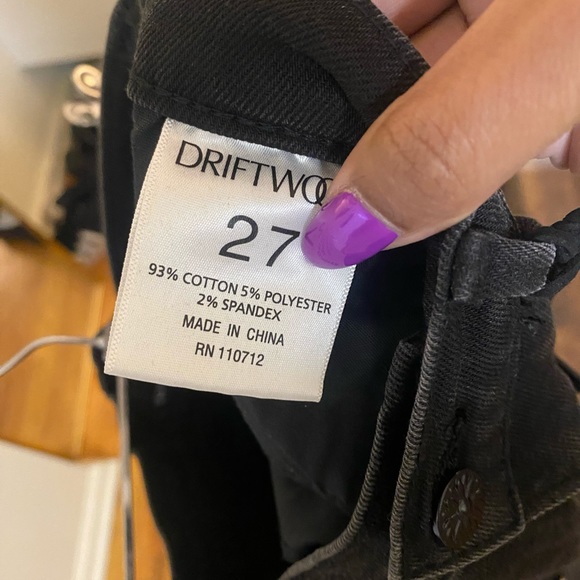 DRIFTWOO
27
93% COTTON 5% POLYESTER
2% SPANDEX
MADE IN CHINA
RN 110712